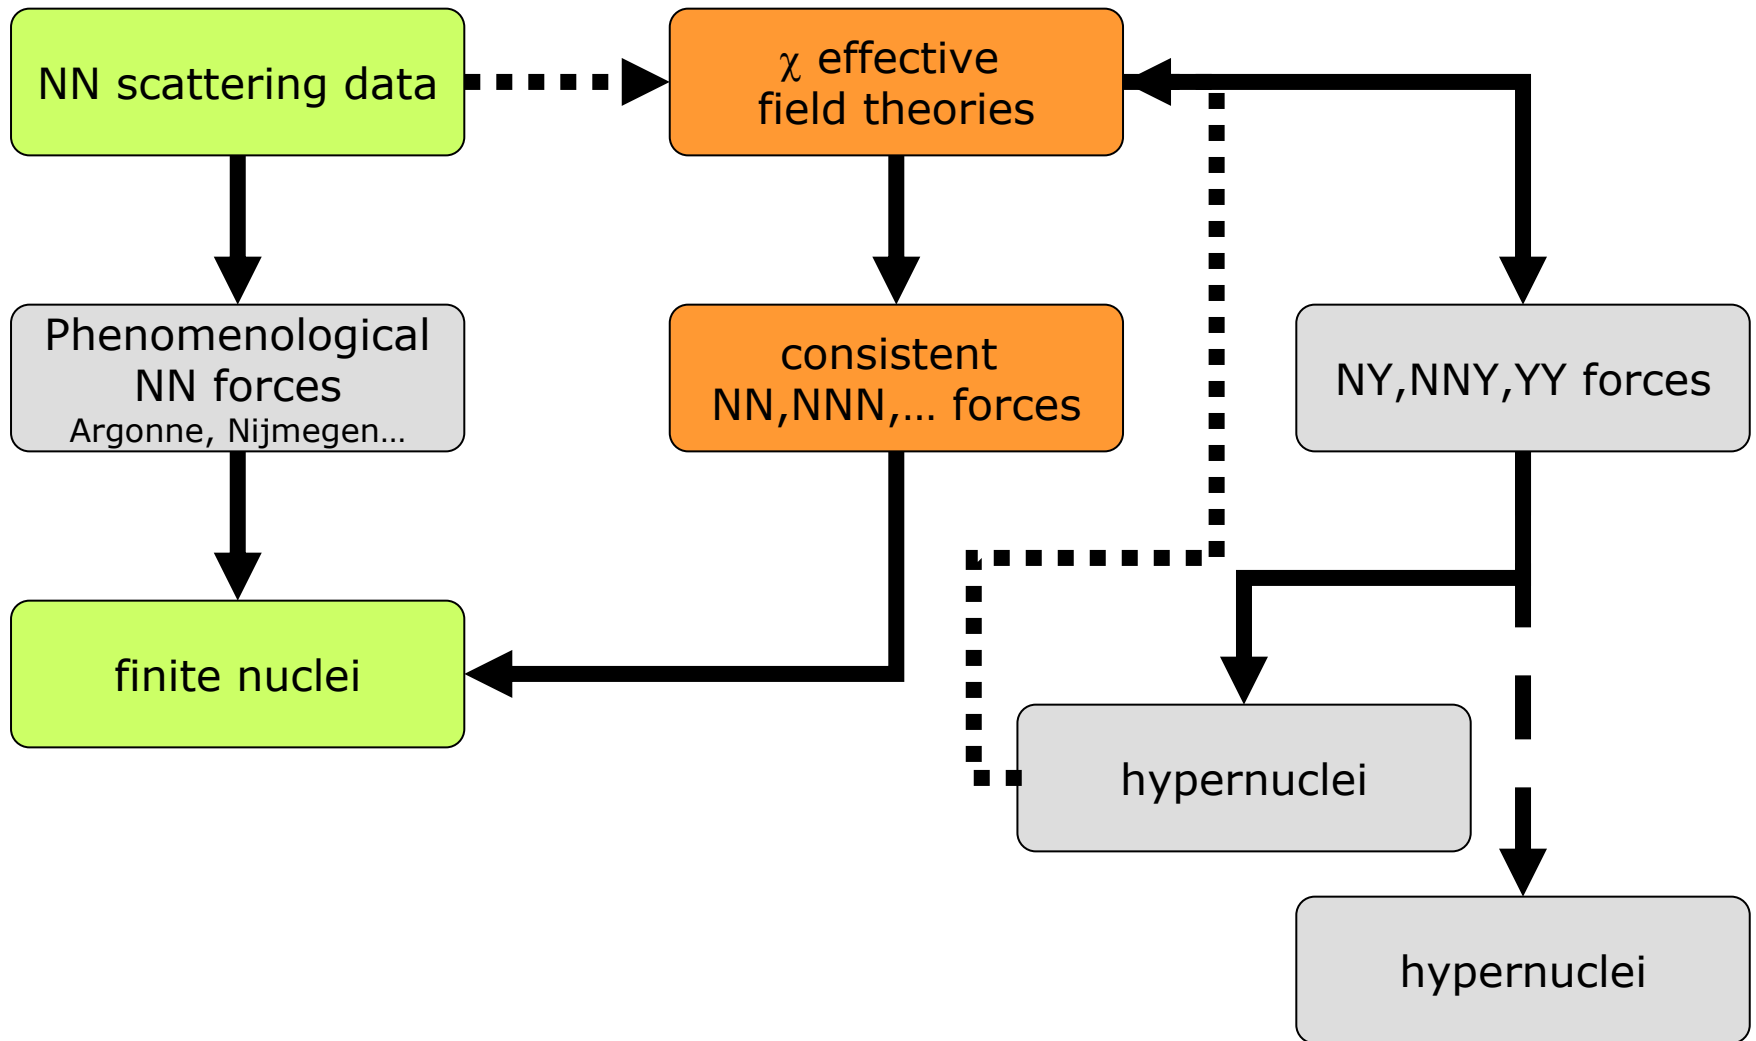 NN scattering data
χ effective
field theories
Phenomenological
NN forces
Argonne, Nijmegen…
consistent
NN,NNN,… forces
NY,NNY,YY forces
finite nuclei
hypernuclei
hypernuclei